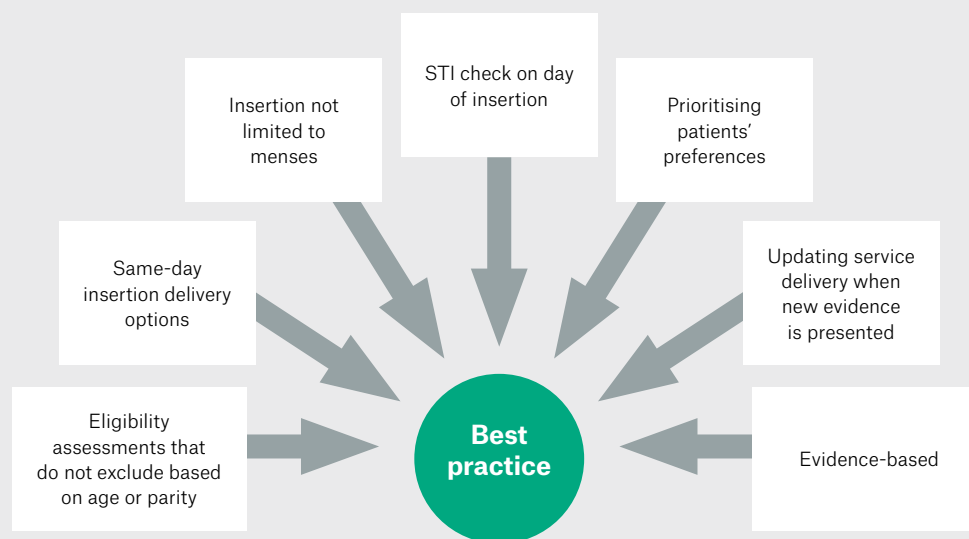 STI check on day
of insertion
Insertion not
limited to
menses
Prioritising
patients’
preferences
Same-day
insertion delivery
options
Updating service
delivery when
new evidence
is presented
Eligibility
assessments that
do not exclude based
on age or parity
Best
practice
Evidence-based